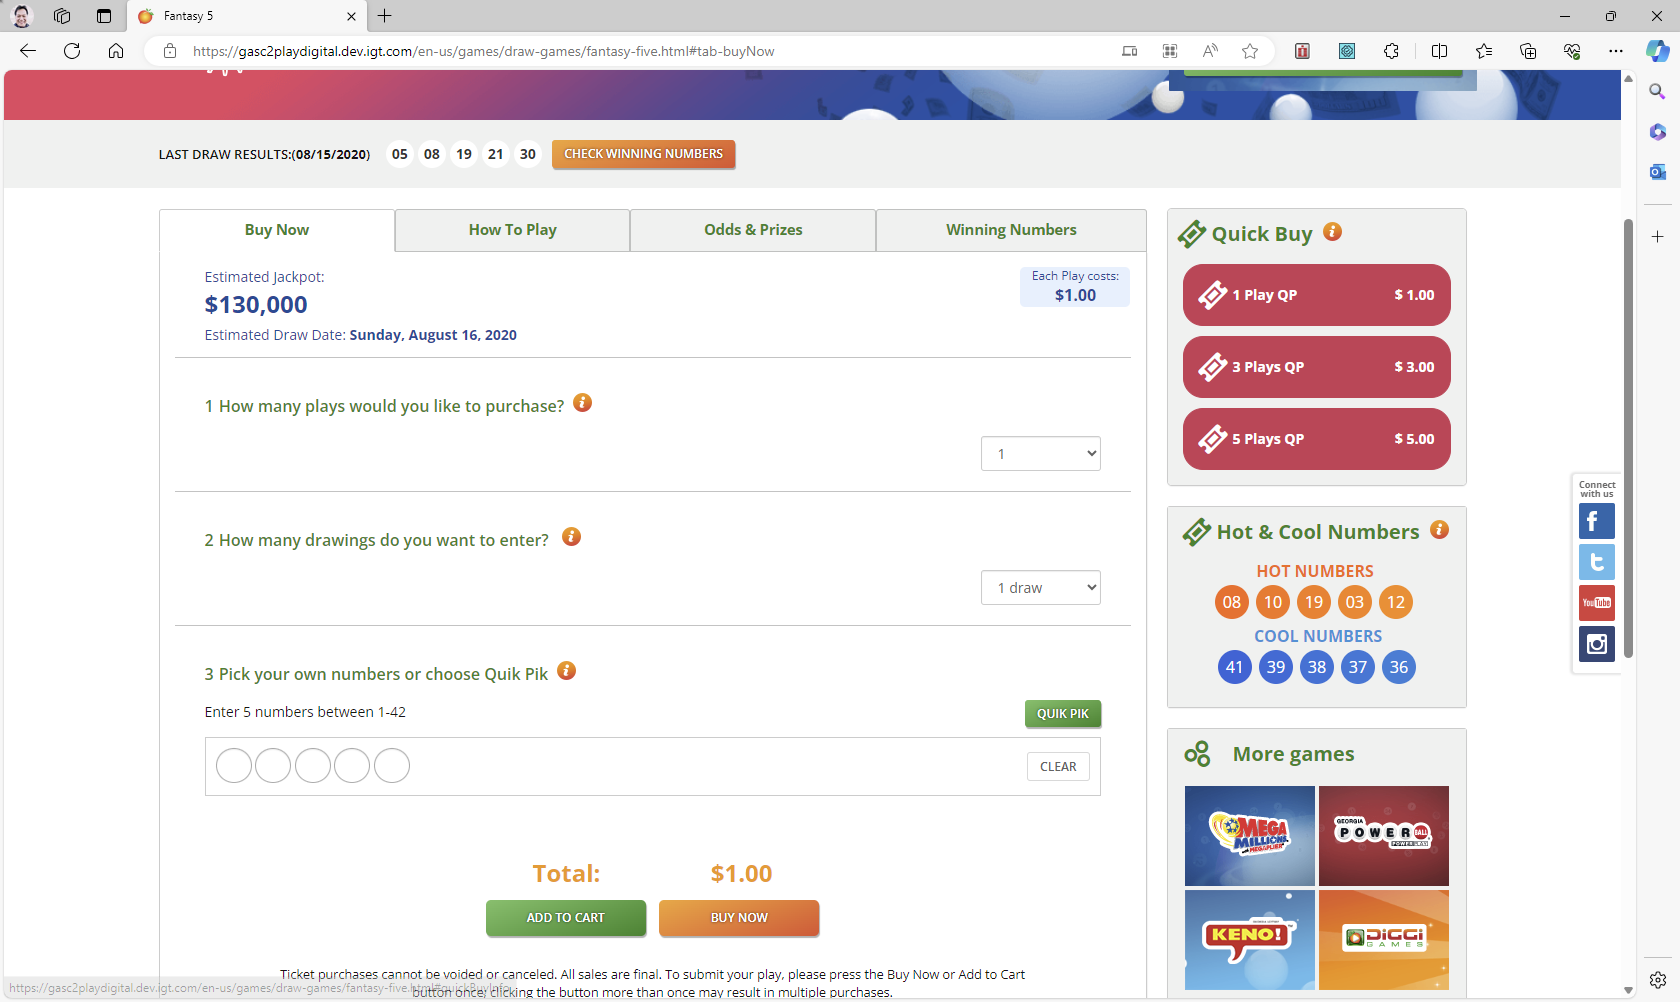 Fantasy 5
https://gasc2playdigital.dev.igt.com/en-us/games/draw-games/fantasy-five.html#tab-buyNow
LAST DRAW RESULTS:(08/15/2020) 05 08 19 21 30 CHECK WINNING NUMBERS
Buy Now How To Play Odds & Prizes Winning Numbers
Estimated Jackpot:
$130,000
Estimated Draw Date: Sunday, August 16, 2020
Each Play costs:
$1.00
1 How many plays would you like to purchase?
1
2 How many drawings do you want to enter?
1 draw
3 Pick your own numbers or choose Quik Pik
Enter 5 numbers between 1-42
QUIK PIK
CLEAR
Total: $1.00
ADD TO CART BUY NOW
Ticket purchases cannot be voided or canceled. All sales are final. To submit your play, please press the Buy Now or Add to Cart
button once; clicking the button more than once may result in multiple purchases.
https://gasc2playdigital.dev.igt.com/en-us/games/draw-games/fantasy-five.html#quickBuyInfo
Quick Buy
1 Play QP $ 1.00
3 Plays QP $ 3.00
5 Plays QP $ 5.00
Hot & Cool Numbers
HOT NUMBERS
08 10 19 03 12
COOL NUMBERS
41 39 38 37 36
More games
MEGA
MILLIONS
MEGAPLIER
GEORGIA
POWERBALL
POWERPLAY
KENO!
DIGGI
GAMES
Connect
with us
YouTube